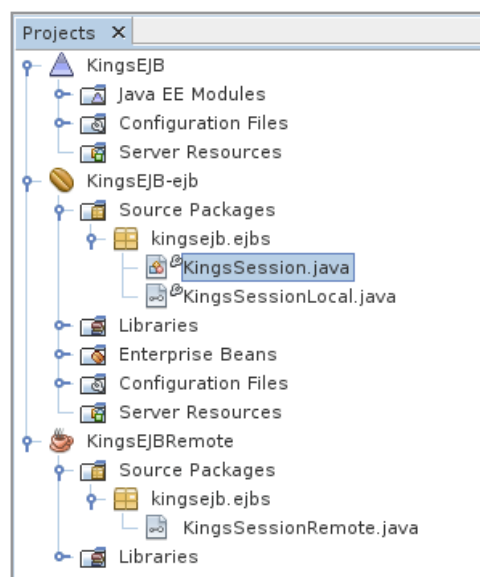 Projects
KingsEJB
Java EE Modules
Configuration Files
Server Resources
KingsEJB-ejb
Source Packages
kingsejb.ejbs
KingsSession.java
KingsSessionLocal.java
Libraries
Enterprise Beans
Configuration Files
Server Resources
KingsEJBRemote
Source Packages
kingsejb.ejbs
KingsSessionRemote.java
Libraries